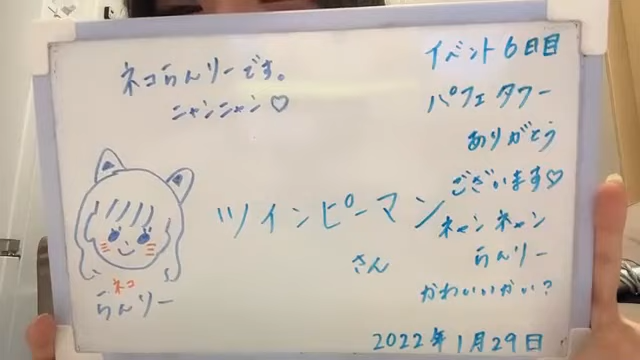 ネコらんリーです。
ニャンニャン♡
イベント6日目
パフェタワー
ありがとう
ございます♡
ツインピーマン
さん
ネャンネャン
らんリー
かわいいかい?
ネコ
らんリー
2022年1月29日